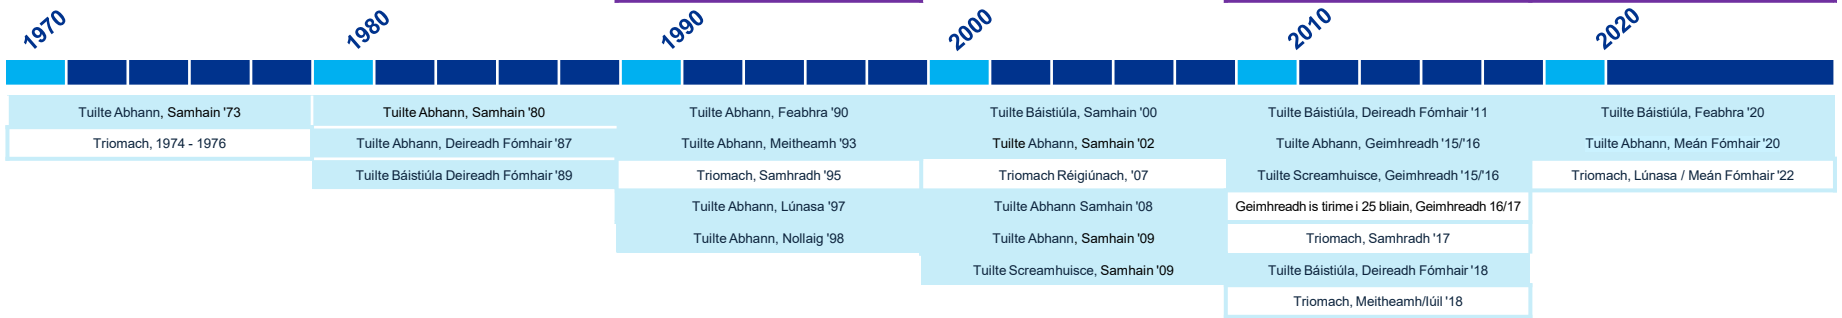 1970
1980
1990
2000
2010
2020
Tuilte Abhann, Samhain '73
Triomach, 1974 - 1976
Tuilte Abhann, Samhain '80
Tuilte Abhann, Deireadh Fómhair '87
Tuilte Báistiúla Deireadh Fómhair '89
Tuilte Abhann, Feabhra '90
Tuilte Abhann, Meitheamh '93
Triomach, Samhradh '95
Tuilte Abhann, Lúnasa '97
Tuilte Abhann, Nollaig '98
Tuilte Báistiúla, Samhain '00
Tuilte Abhann, Samhain '02
Triomach Réigiúnach, '07
Tuilte Abhann Samhain '08
Tuilte Abhann, Samhain '09
Tuilte Screamhuisce, Samhain '09
Tuilte Báistiúla, Deireadh Fómhair '11
Tuilte Abhann, Geimhreadh '15/'16
Tuilte Screamhuisce, Geimhreadh '15/'16
Geimhreadh is tirime i 25 bliain, Geimhreadh 16/17
Triomach, Samhradh '17
Tuilte Báistiúla, Deireadh Fómhair '18
Triomach, Meitheamh/Iúil '18
Tuilte Báistiúla, Feabhra '20
Tuilte Abhann, Meán Fómhair '20
Triomach, Lúnasa / Meán Fómhair '22